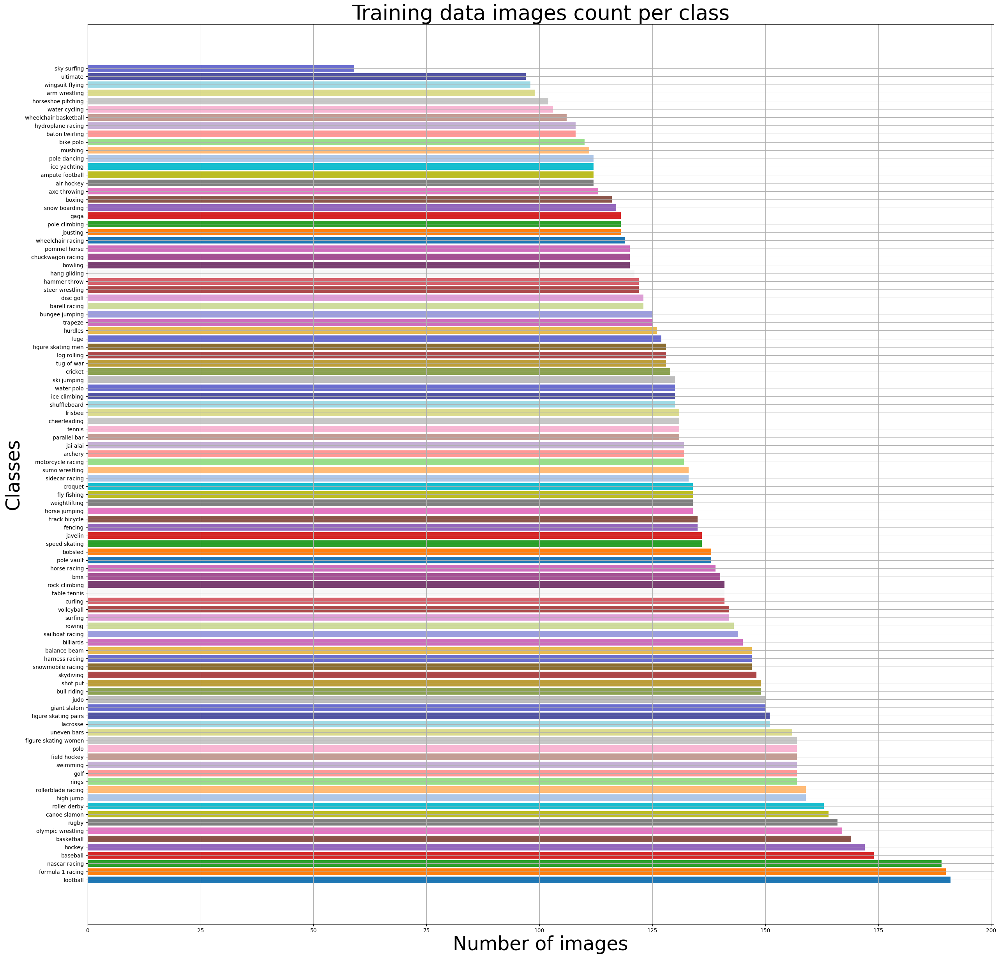 Training data images count per class
sky surfing
ultimate
wingsuit flying
arm wrestling
horseshoe pitching
water cycling
wheelchair basketball
hydroplane racing
baton twirling
bike polo
mushing
pole dancing
ice yachting
ampute football
air hockey
axe throwing
boxing
snow boarding
gaga
pole climbing
jousting
wheelchair racing
pommel horse
chuckwagon racing
bowling
hang gliding
hammer throw
steer wrestling
disc golf
barell racing
bungee jumping
trapeze
hurdles
luge
figure skating men
log rolling
tug of war
cricket
ski jumping
water polo
ice climbing
shuffleboard
frisbee
cheerleading
tennis
parallel bar
jai alai
archery
motorcycle racing
sumo wrestling
sidecar racing
croquet
fly fishing
weightlifting
horse jumping
track bicycle
fencing
javelin
speed skating
bobsled
pole vault
horse racing
bmx
rock climbing
table tennis
curling
volleyball
surfing
rowing
sailboat racing
billiards
balance beam
harness racing
snowmobile racing
skydiving
shot put
bull riding
judo
giant slalom
figure skating pairs
lacrosse
uneven bars
figure skating women
polo
field hockey
swimming
golf
rings
rollerblade racing
high jump
roller derby
canoe slamon
rugby
olympic wrestling
basketball
hockey
baseball
nascar racing
formula 1 racing
football
Classes
0 25 50 75 100 125 150 175 200
Number of images